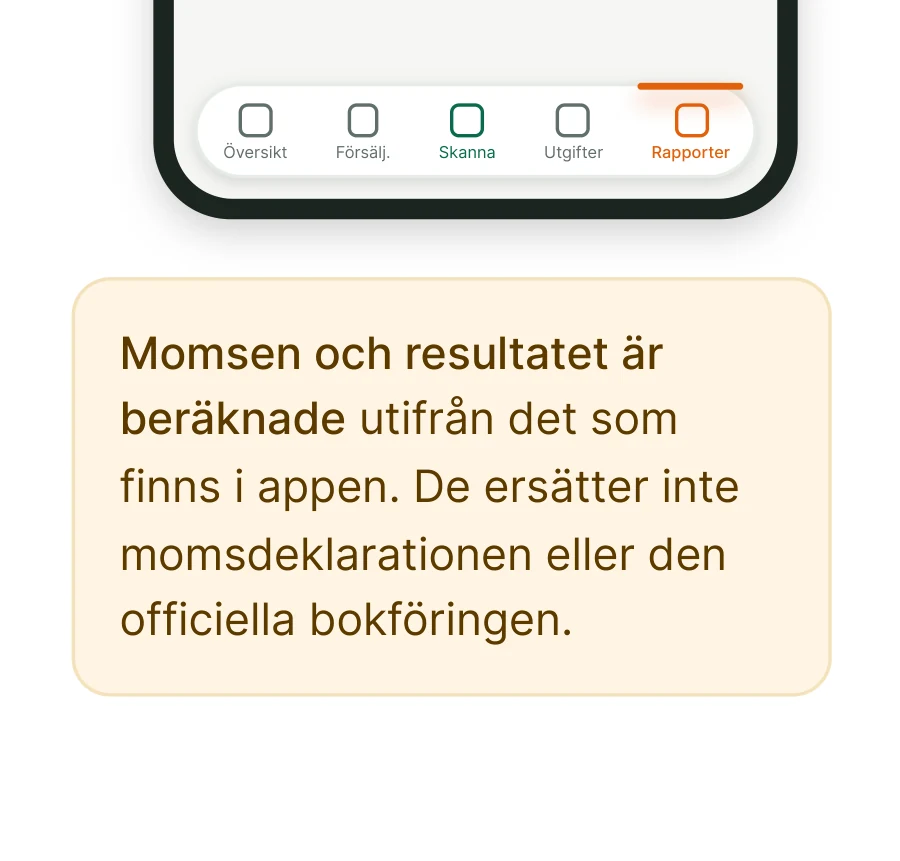 Översikt Försälj. Skanna Utgifter Rapporter
Momsen och resultatet är
beräknade utifrån det som
finns i appen. De ersätter inte
momsdeklarationen eller den
officiella bokföringen.